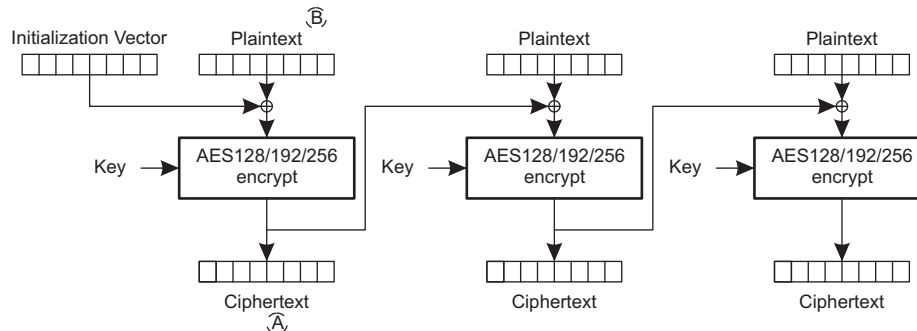 B
Initialization Vector Plaintext Plaintext Plaintext
Key AES128/192/256 Key AES128/192/256 Key AES128/192/256
encrypt encrypt encrypt
Ciphertext Ciphertext Ciphertext
A